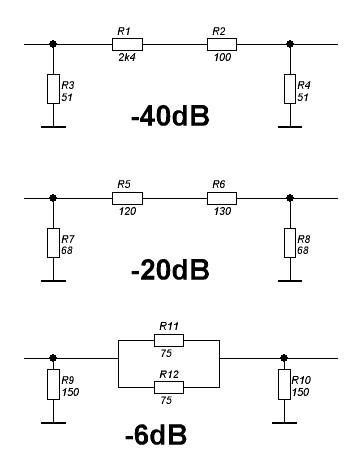 R1 R2
2k4 100
R3 R4
51 51
-40dB
R5 R6
120 130
R7 R8
68 68
-20dB
R11
75
R12
75
R9 R10
150 150
-6dB